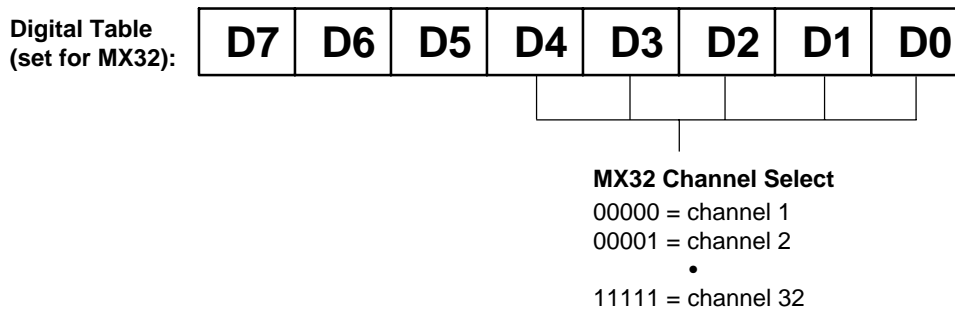 Digital Table
(set for MX32):
D7 D6 D5 D4 D3 D2 D1 D0
MX32 Channel Select
00000 = channel 1
00001 = channel 2
•
11111 = channel 32